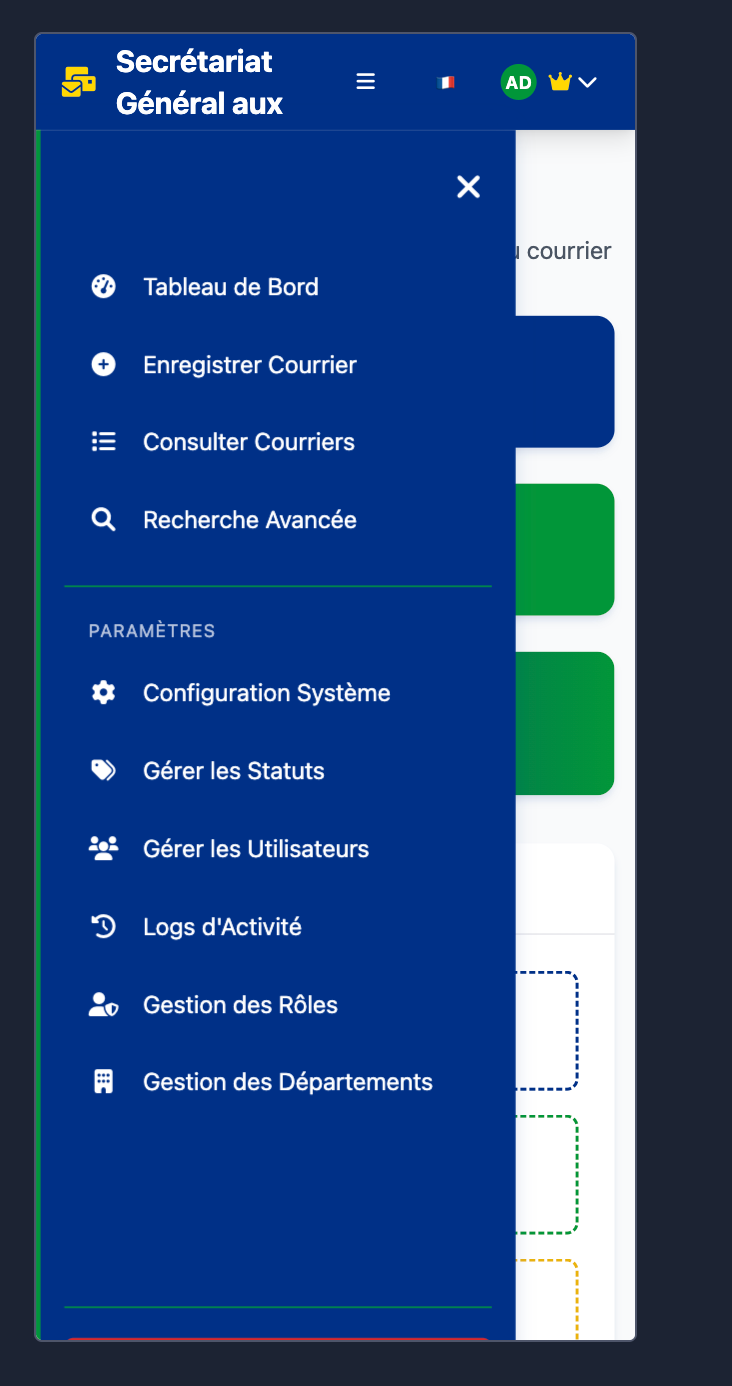 Secrétariat
Général aux
AD
courrier
Tableau de Bord
Enregistrer Courrier
Consulter Courriers
Recherche Avancée
PARAMÈTRES
Configuration Système
Gérer les Statuts
Gérer les Utilisateurs
Logs d'Activité
Gestion des Rôles
Gestion des Départements